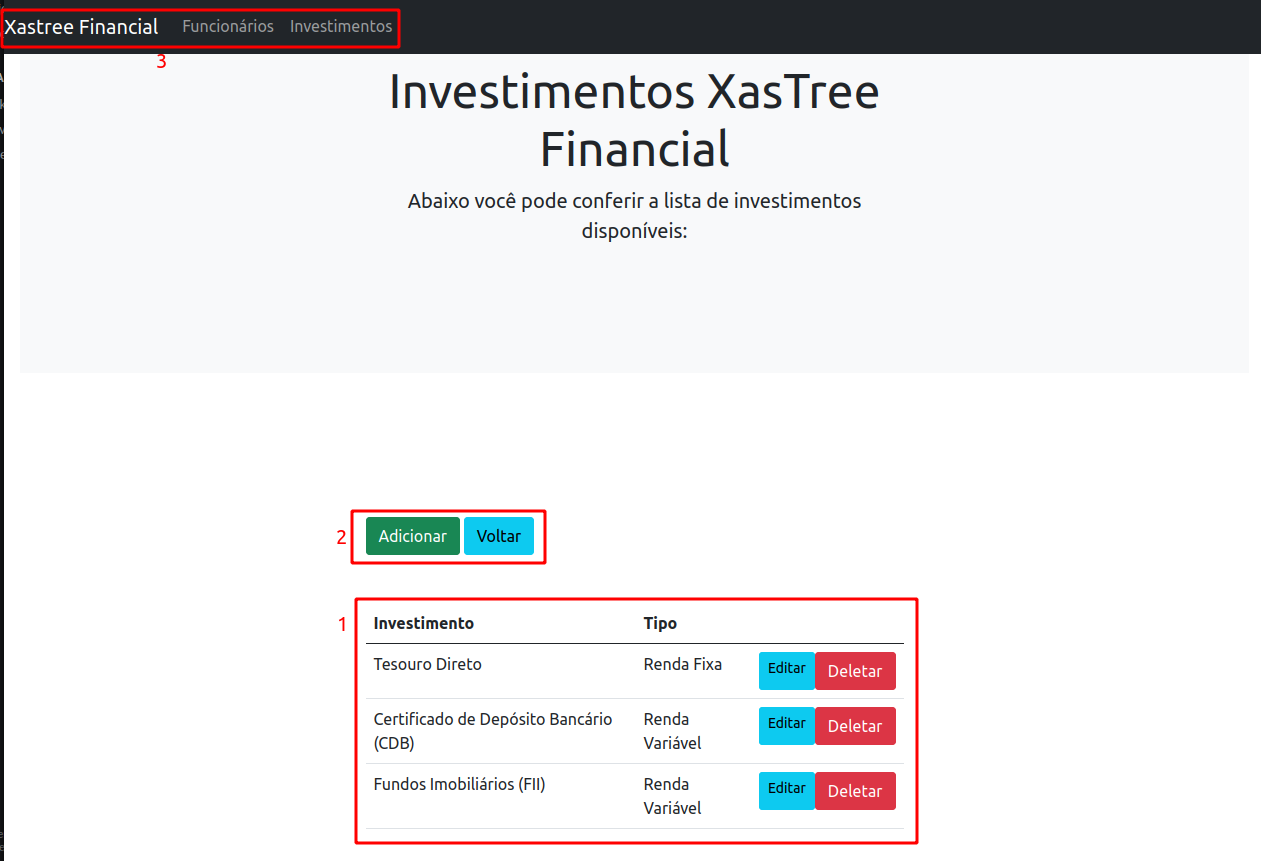 Xastree Financial Funcionários Investimentos
3
Investimentos XasTree
Financial
Abaixo você pode conferir a lista de investimentos
disponíveis:
2 Adicionar Voltar
1 Investimento Tipo
Tesouro Direto Renda Fixa Editar Deletar
Certificado de Depósito Bancário
(CDB)
Renda
Variável
Editar Deletar
Fundos Imobiliários (FII)
Renda
Variável
Editar Deletar